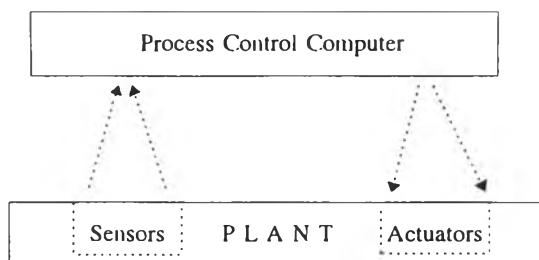 Process Control Computer
Sensors P L A N T Actuators